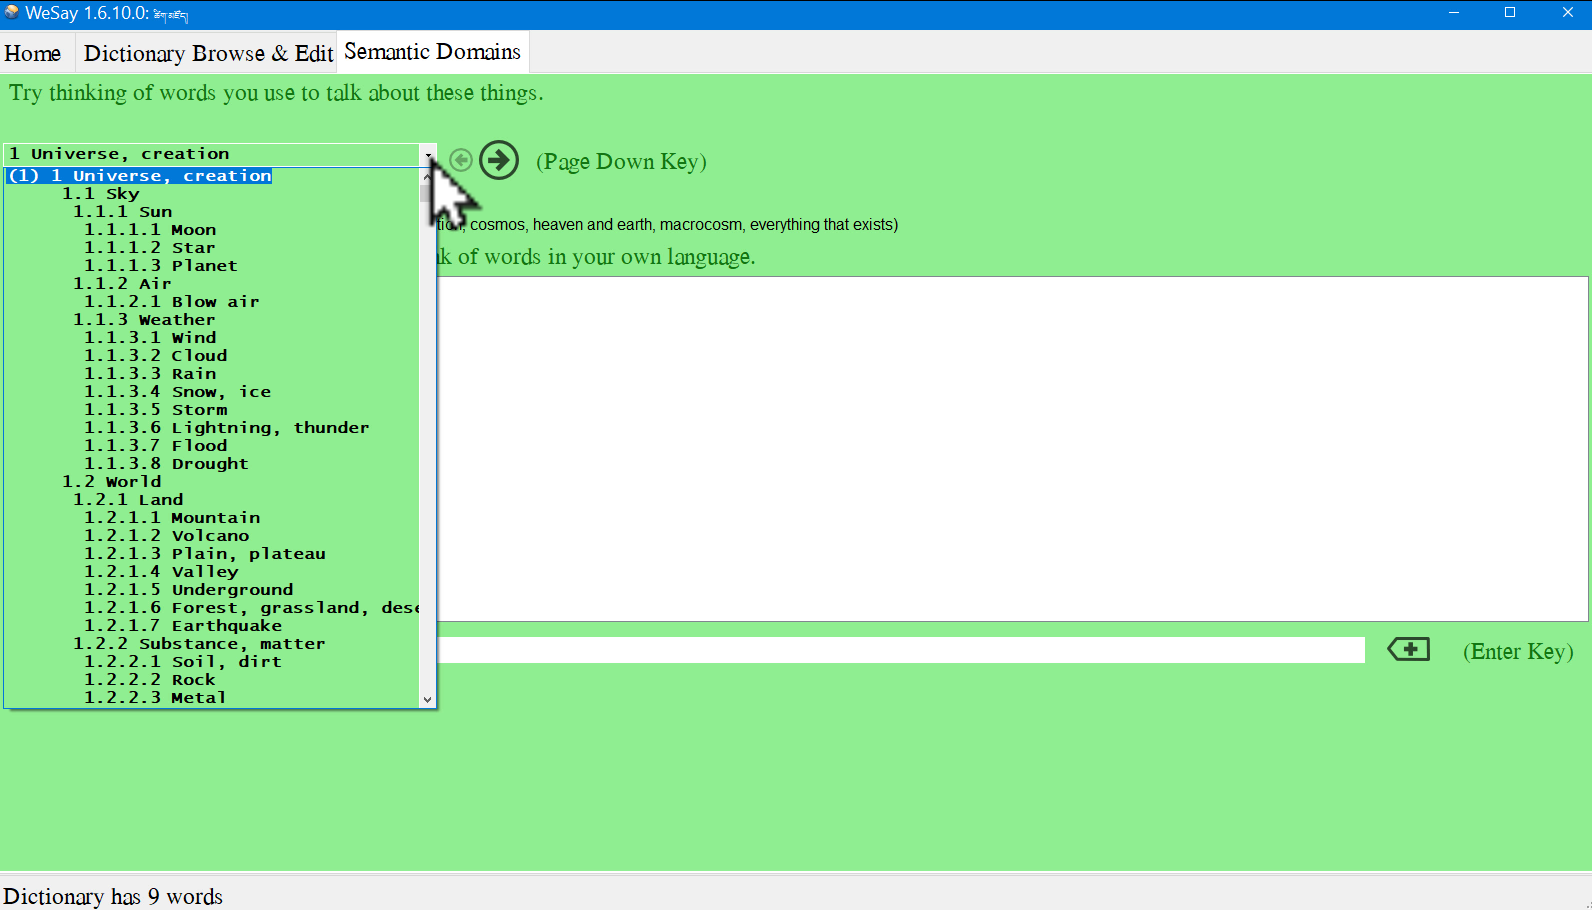 WeSay 1.6.10.0: ཚིག་མཛོད།
Home Dictionary Browse & Edit Semantic Domains
Try thinking of words you use to talk about these things.
1 Universe, creation
(Page Down Key)
(1) 1 Universe, creation
1.1 Sky
1.1.1 Sun
1.1.1.1 Moon
1.1.1.2 Star
1.1.1.3 Planet
1.1.2 Air
1.1.2.1 Blow air
1.1.3 Weather
1.1.3.1 Wind
1.1.3.2 Cloud
1.1.3.3 Rain
1.1.3.4 Snow, ice
1.1.3.5 Storm
1.1.3.6 Lightning, thunder
1.1.3.7 Flood
1.1.3.8 Drought
1.2 World
1.2.1 Land
1.2.1.1 Mountain
1.2.1.2 Volcano
1.2.1.3 Plain, plateau
1.2.1.4 Valley
1.2.1.5 Underground
1.2.1.6 Forest, grassland, dese
1.2.1.7 Earthquake
1.2.2 Substance, matter
1.2.2.1 Soil, dirt
1.2.2.2 Rock
1.2.2.3 Metal
cosmos, heaven and earth, macrocosm, everything that exists)
of words in your own language.
(Enter Key)
Dictionary has 9 words